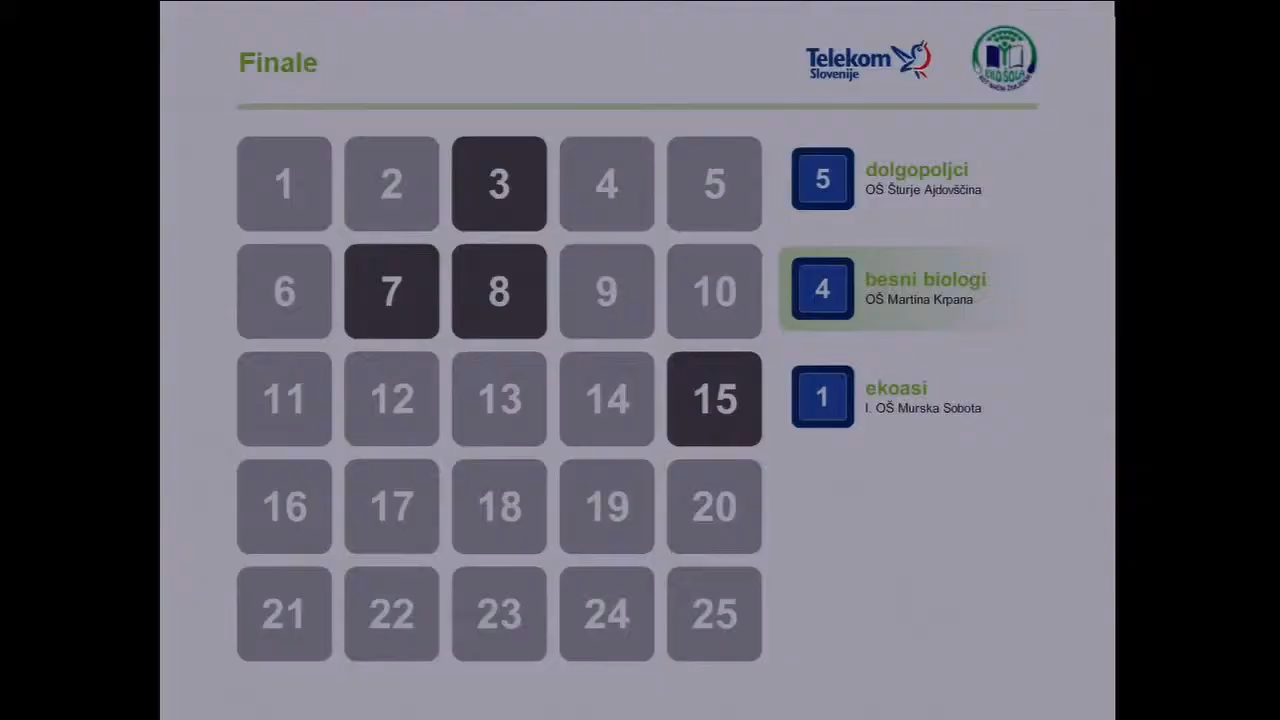 Finale
Telekom
Slovenije
EKO ŠOLA
1 2 3 4 5
6 7 8 9 10
11 12 13 14 15
16 17 18 19 20
21 22 23 24 25
5 dolgopoljci
OŠ Šturje Ajdovščina
4 besni biologi
OŠ Martina Krpana
1 ekoasi
I. OŠ Murska Sobota